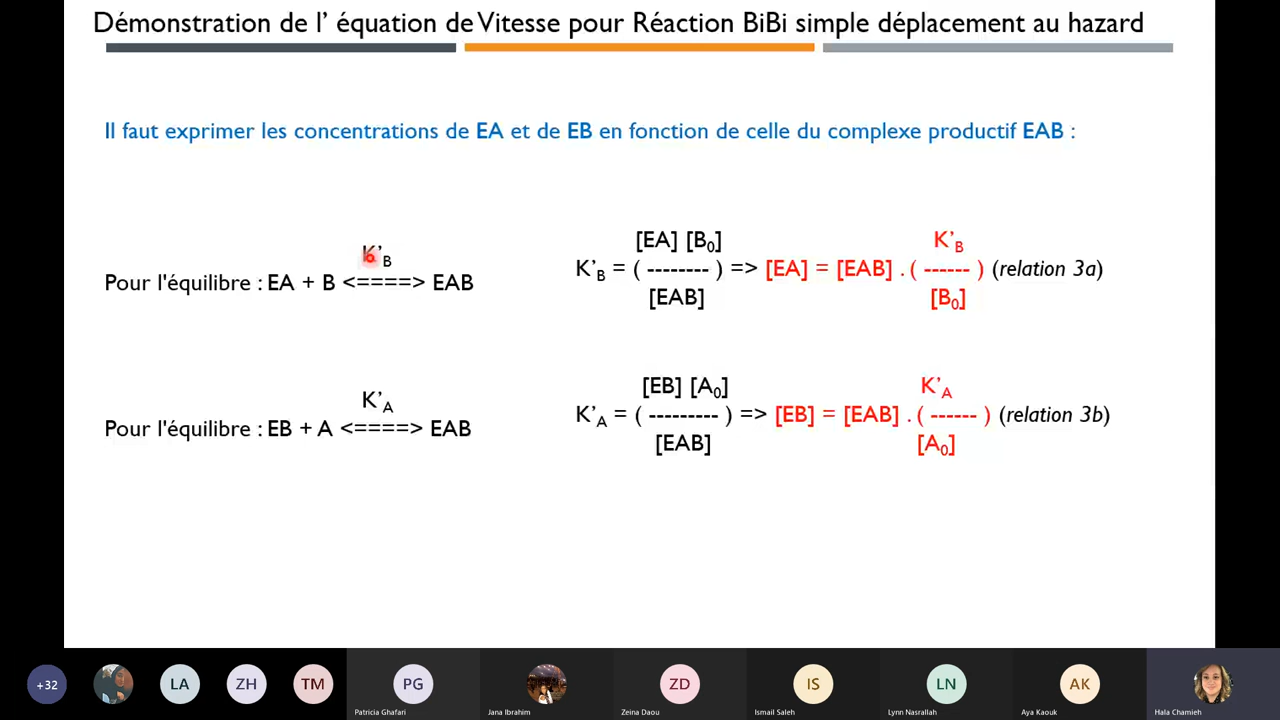 Démonstration de l' équation de Vitesse pour Réaction BiBi simple déplacement au hazard
Il faut exprimer les concentrations de EA et de EB en fonction de celle du complexe productif EAB :
K'B
Pour l'équilibre : EA + B <====> EAB
[EA] [B0] K'B
K'B = ( -------- ) => [EA] = [EAB] . ( ------ ) (relation 3a)
[EAB] [B0]
K'A
Pour l'équilibre : EB + A <====> EAB
[EB] [A0] K'A
K'A = ( --------- ) => [EB] = [EAB] . ( ------ ) (relation 3b)
[EAB] [A0]
+32
LA
ZH
TM
PG
Patricia Ghafari
Jana Ibrahim
ZD
Zeina Daou
IS
Ismail Saleh
LN
Lynn Nasrallah
AK
Aya Kaouk
Hala Chamieh